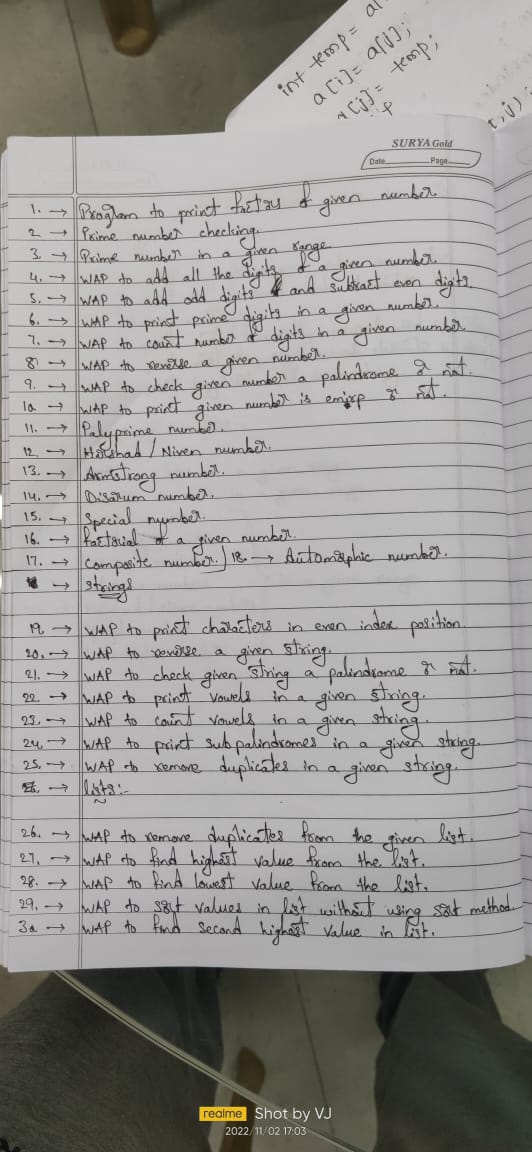 int temp = a[
a[i] = a[j];
a[j] = temp;
SURYA Gold
Date Page
1. → Program to print factors of given number
2 → Prime number checking.
3. → Prime number in a given range
4. → WAP to add all the digits of a given number.
5. → WAP to add odd digits and subtract even digits
6. → WAP to print prime digits in a given number.
7. → WAP to count number of digits in a given number
8. → WAP to reverse a given number.
9. → WAP to check given number a palindrome or not.
10 → WAP to print given number is emirp or not.
11. → Palyprime number.
12 → Harshad / Niven number.
13. → Armstrong number.
14. → Disarum number.
15. → Special number.
16. → factorial of a given number.
17. → Composite number. | 18. → Automorphic number.
→ Strings
19. → WAP to print characters in even index position.
20. → WAP to reverse a given string.
21. → WAP to check given string a palindrome or not.
22. → WAP to print vowels in a given string.
23. → WAP to count vowels in a given string.
24. → WAP to print sub palindromes in a given string.
25. → WAP to remove duplicates in a given string.
→ lists:-
26. → WAP to remove duplicates from the given list.
27. → WAP to find highest value from the list.
28. → WAP to find lowest value from the list.
29. → WAP to sort values in list without using sort method.
30 → WAP to find second highest value in list.
realme Shot by VJ
2022/11/02 17:03